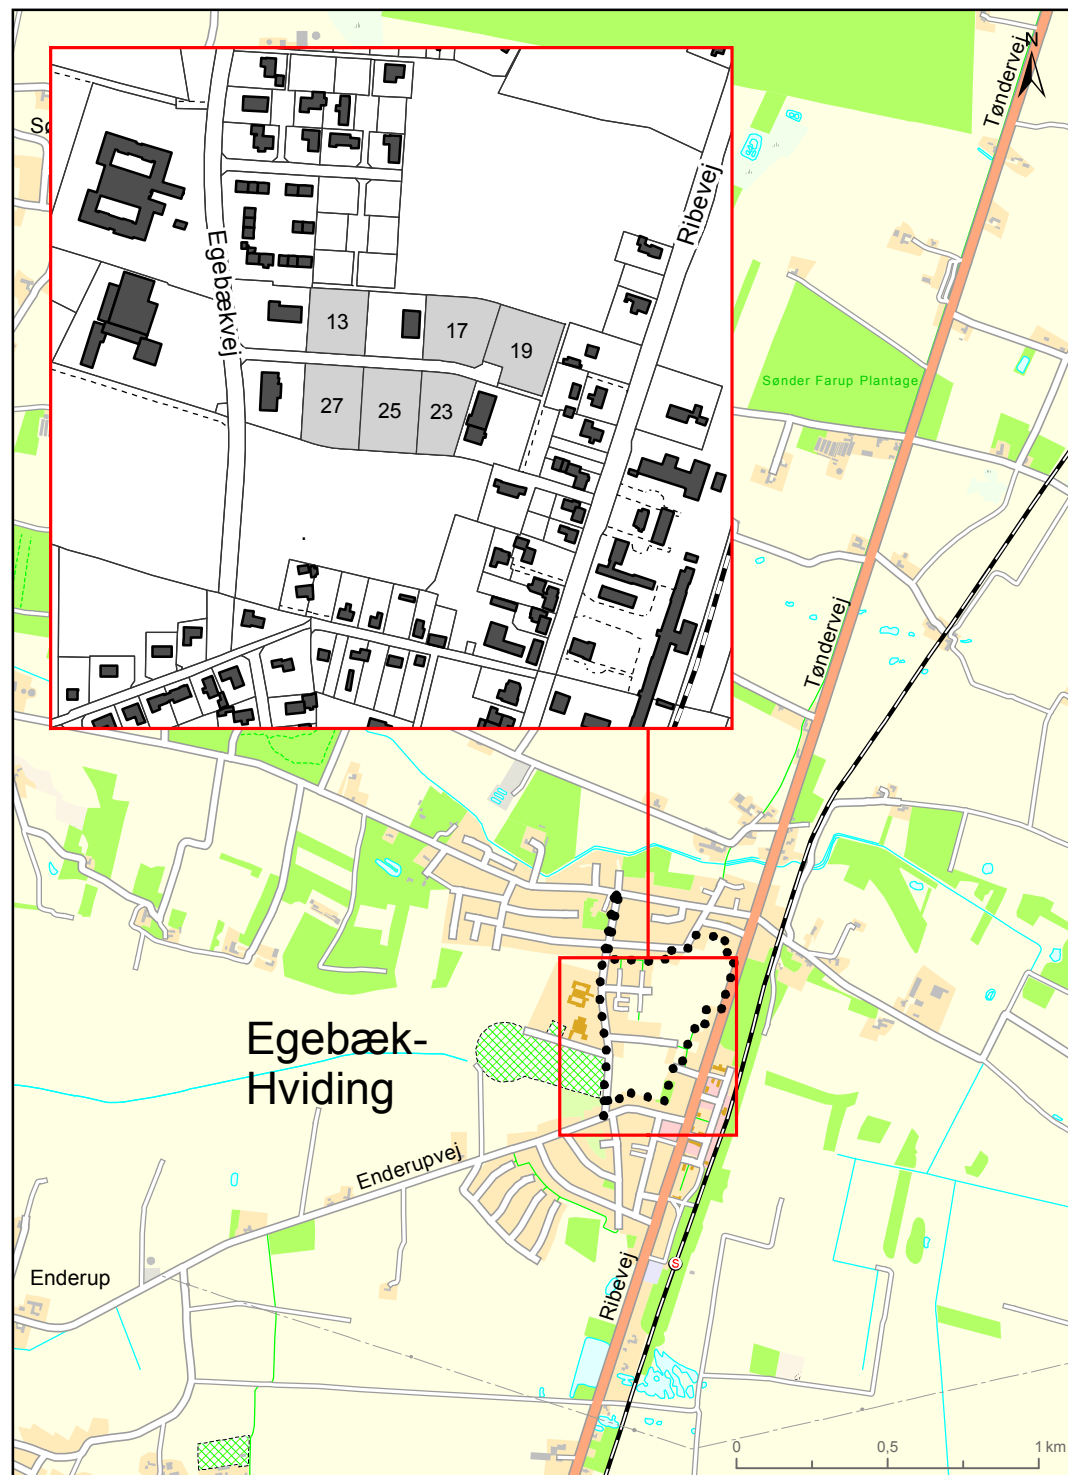 N
Tøndervej
Sø
Ribevej
Egebækvej
13
17
19
27
25
23
Sønder Farup Plantage
Tøndervej
Egebæk-
Hviding
Enderupvej
Enderup
Ribevej
S
0
0,5
1 km